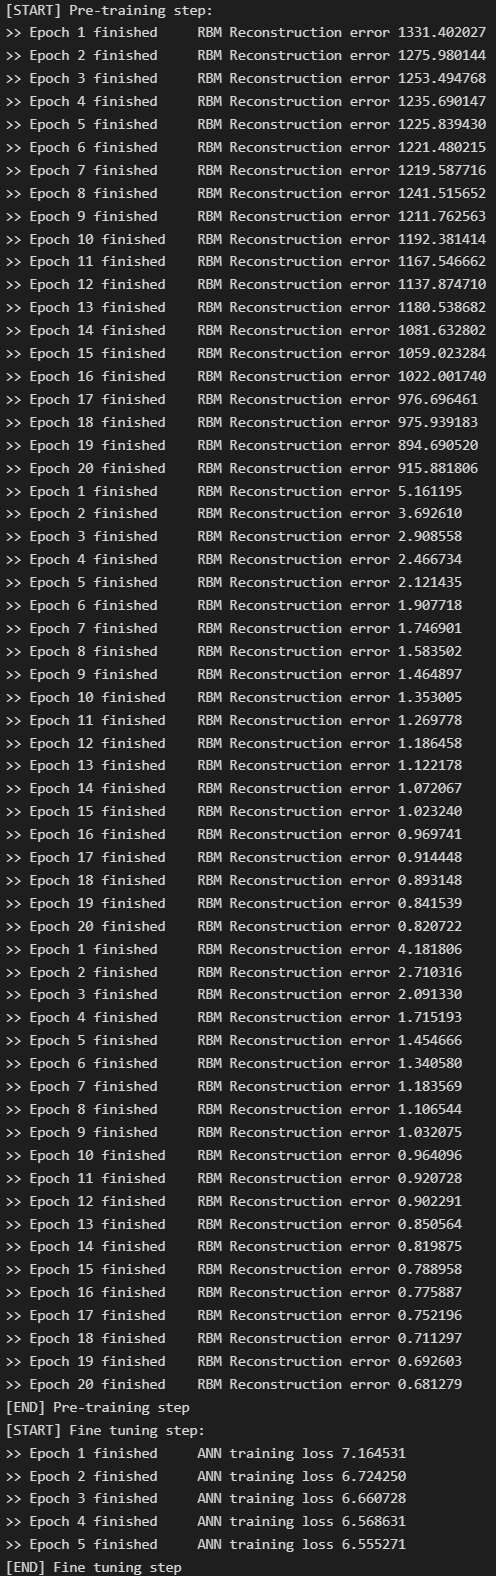 [START] Pre-training step:
>> Epoch 1 finished     RBM Reconstruction error 1331.402027
>> Epoch 2 finished     RBM Reconstruction error 1275.980144
>> Epoch 3 finished     RBM Reconstruction error 1253.494768
>> Epoch 4 finished     RBM Reconstruction error 1235.690147
>> Epoch 5 finished     RBM Reconstruction error 1225.839430
>> Epoch 6 finished     RBM Reconstruction error 1221.480215
>> Epoch 7 finished     RBM Reconstruction error 1219.587716
>> Epoch 8 finished     RBM Reconstruction error 1241.515652
>> Epoch 9 finished     RBM Reconstruction error 1211.762563
>> Epoch 10 finished    RBM Reconstruction error 1192.381414
>> Epoch 11 finished    RBM Reconstruction error 1167.546662
>> Epoch 12 finished    RBM Reconstruction error 1137.874710
>> Epoch 13 finished    RBM Reconstruction error 1180.538682
>> Epoch 14 finished    RBM Reconstruction error 1081.632802
>> Epoch 15 finished    RBM Reconstruction error 1059.023284
>> Epoch 16 finished    RBM Reconstruction error 1022.001740
>> Epoch 17 finished    RBM Reconstruction error 976.696461
>> Epoch 18 finished    RBM Reconstruction error 975.939183
>> Epoch 19 finished    RBM Reconstruction error 894.690520
>> Epoch 20 finished    RBM Reconstruction error 915.881806
>> Epoch 1 finished     RBM Reconstruction error 5.161195
>> Epoch 2 finished     RBM Reconstruction error 3.692610
>> Epoch 3 finished     RBM Reconstruction error 2.908558
>> Epoch 4 finished     RBM Reconstruction error 2.466734
>> Epoch 5 finished     RBM Reconstruction error 2.121435
>> Epoch 6 finished     RBM Reconstruction error 1.907718
>> Epoch 7 finished     RBM Reconstruction error 1.746901
>> Epoch 8 finished     RBM Reconstruction error 1.583502
>> Epoch 9 finished     RBM Reconstruction error 1.464897
>> Epoch 10 finished    RBM Reconstruction error 1.353005
>> Epoch 11 finished    RBM Reconstruction error 1.269778
>> Epoch 12 finished    RBM Reconstruction error 1.186458
>> Epoch 13 finished    RBM Reconstruction error 1.122178
>> Epoch 14 finished    RBM Reconstruction error 1.072067
>> Epoch 15 finished    RBM Reconstruction error 1.023240
>> Epoch 16 finished    RBM Reconstruction error 0.969741
>> Epoch 17 finished    RBM Reconstruction error 0.914448
>> Epoch 18 finished    RBM Reconstruction error 0.893148
>> Epoch 19 finished    RBM Reconstruction error 0.841539
>> Epoch 20 finished    RBM Reconstruction error 0.820722
>> Epoch 1 finished     RBM Reconstruction error 4.181806
>> Epoch 2 finished     RBM Reconstruction error 2.710316
>> Epoch 3 finished     RBM Reconstruction error 2.091330
>> Epoch 4 finished     RBM Reconstruction error 1.715193
>> Epoch 5 finished     RBM Reconstruction error 1.454666
>> Epoch 6 finished     RBM Reconstruction error 1.340580
>> Epoch 7 finished     RBM Reconstruction error 1.183569
>> Epoch 8 finished     RBM Reconstruction error 1.106544
>> Epoch 9 finished     RBM Reconstruction error 1.032075
>> Epoch 10 finished    RBM Reconstruction error 0.964096
>> Epoch 11 finished    RBM Reconstruction error 0.920728
>> Epoch 12 finished    RBM Reconstruction error 0.902291
>> Epoch 13 finished    RBM Reconstruction error 0.850564
>> Epoch 14 finished    RBM Reconstruction error 0.819875
>> Epoch 15 finished    RBM Reconstruction error 0.788958
>> Epoch 16 finished    RBM Reconstruction error 0.775887
>> Epoch 17 finished    RBM Reconstruction error 0.752196
>> Epoch 18 finished    RBM Reconstruction error 0.711297
>> Epoch 19 finished    RBM Reconstruction error 0.692603
>> Epoch 20 finished    RBM Reconstruction error 0.681279
[END] Pre-training step
[START] Fine tuning step:
>> Epoch 1 finished     ANN training loss 7.164531
>> Epoch 2 finished     ANN training loss 6.724250
>> Epoch 3 finished     ANN training loss 6.660728
>> Epoch 4 finished     ANN training loss 6.568631
>> Epoch 5 finished     ANN training loss 6.555271
[END] Fine tuning step